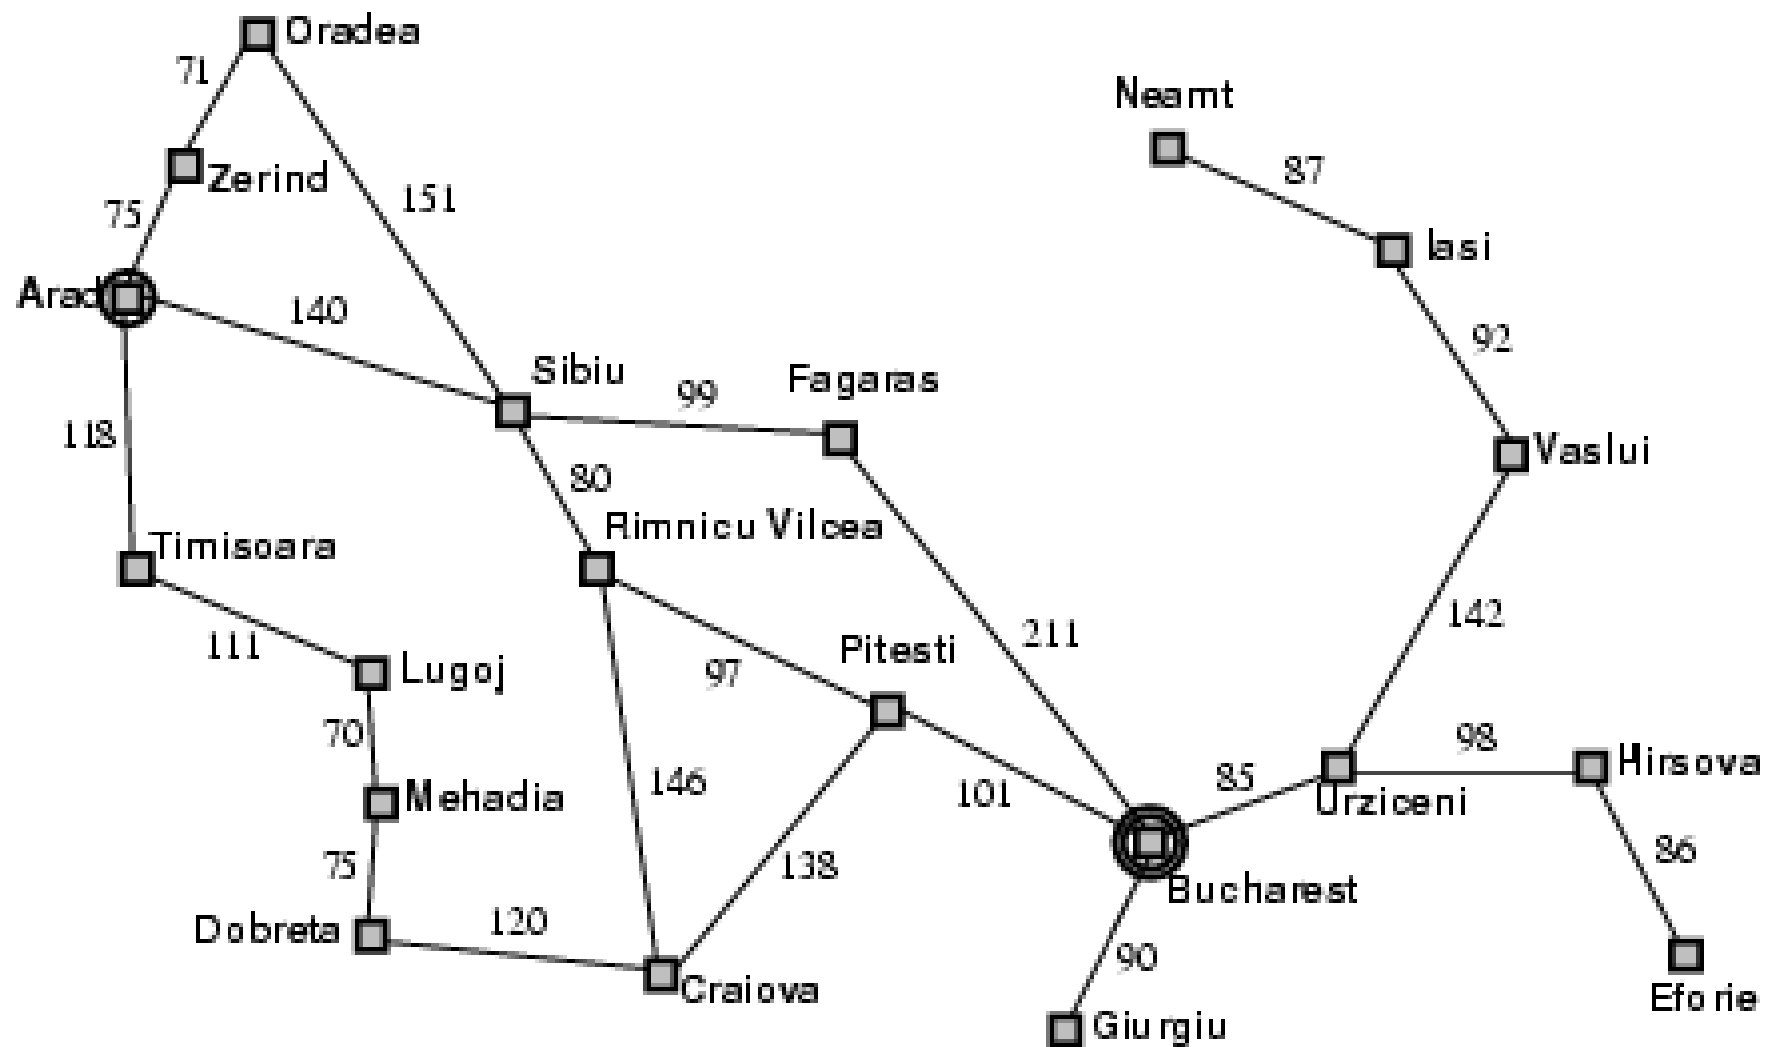 Oradea
71
Neamt
87
Zerind
151
75
Iasi
Arad
140
92
Sibiu
99
Fagaras
118
Vaslui
80
Rimnicu Vilcea
Timisoara
142
111
Lugoj
97
Pitesti
211
70
98
Hirsova
146
101
85
Urziceni
Mehadia
75
138
86
Bucharest
Dobreta
120
90
Craiova
Eforie
Giurgiu